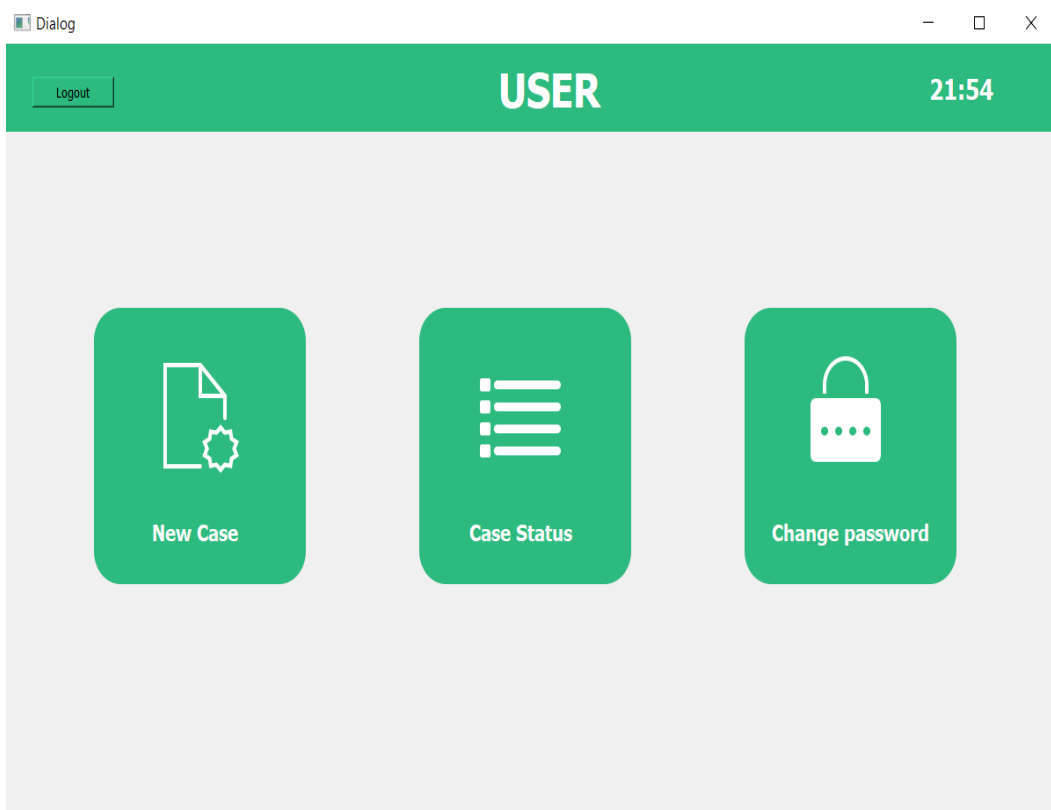 Dialog
Logout
USER
21:54
New Case
Case Status
Change password